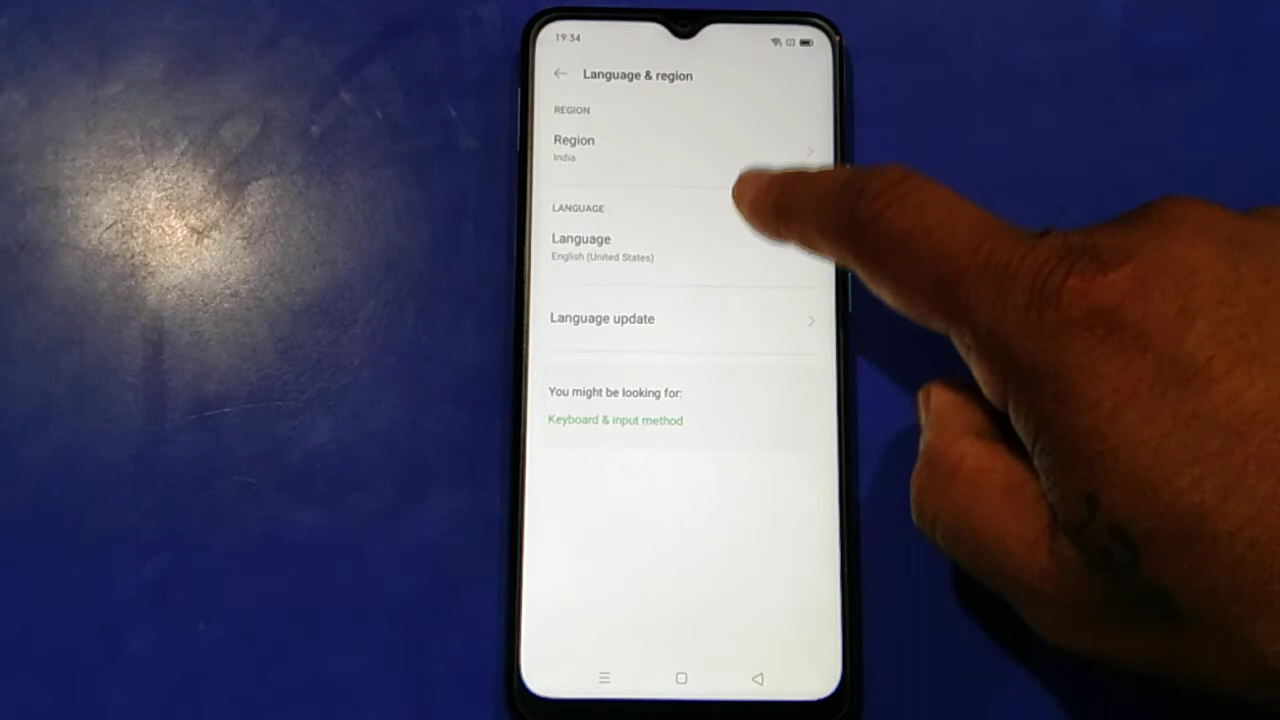 19:34
Language & region
REGION
Region
India
LANGUAGE
Language
English (United States)
Language update
You might be looking for:
Keyboard & input method